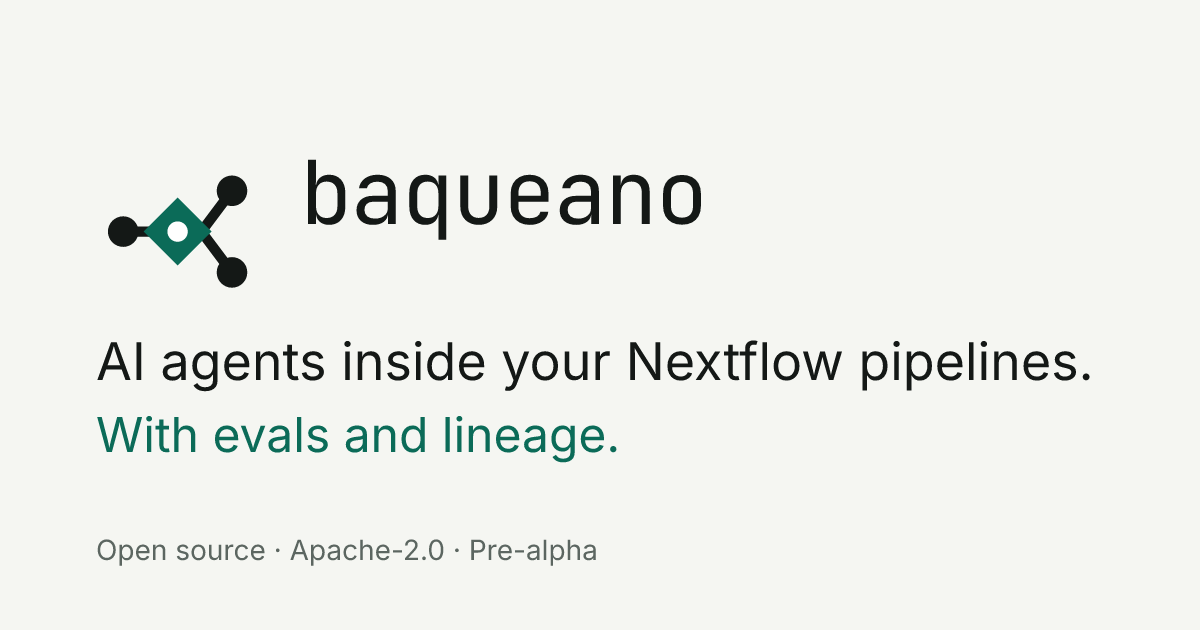 baqueano
AI agents inside your Nextflow pipelines.
With evals and lineage.
Open source · Apache-2.0 · Pre-alpha